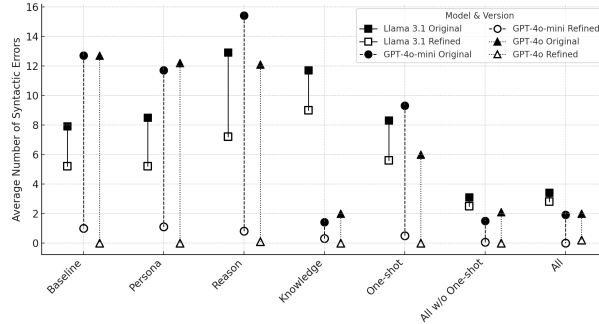 Model & Version
Llama 3.1 Original
Llama 3.1 Refined
GPT-4o-mini Original
GPT-4o-mini Refined
GPT-4o Original
GPT-4o Refined
Average Number of Syntactic Errors
16
14
12
10
8
6
4
2
0
Baseline
Persona
Reason
Knowledge
One-shot
All w/o One-shot
All